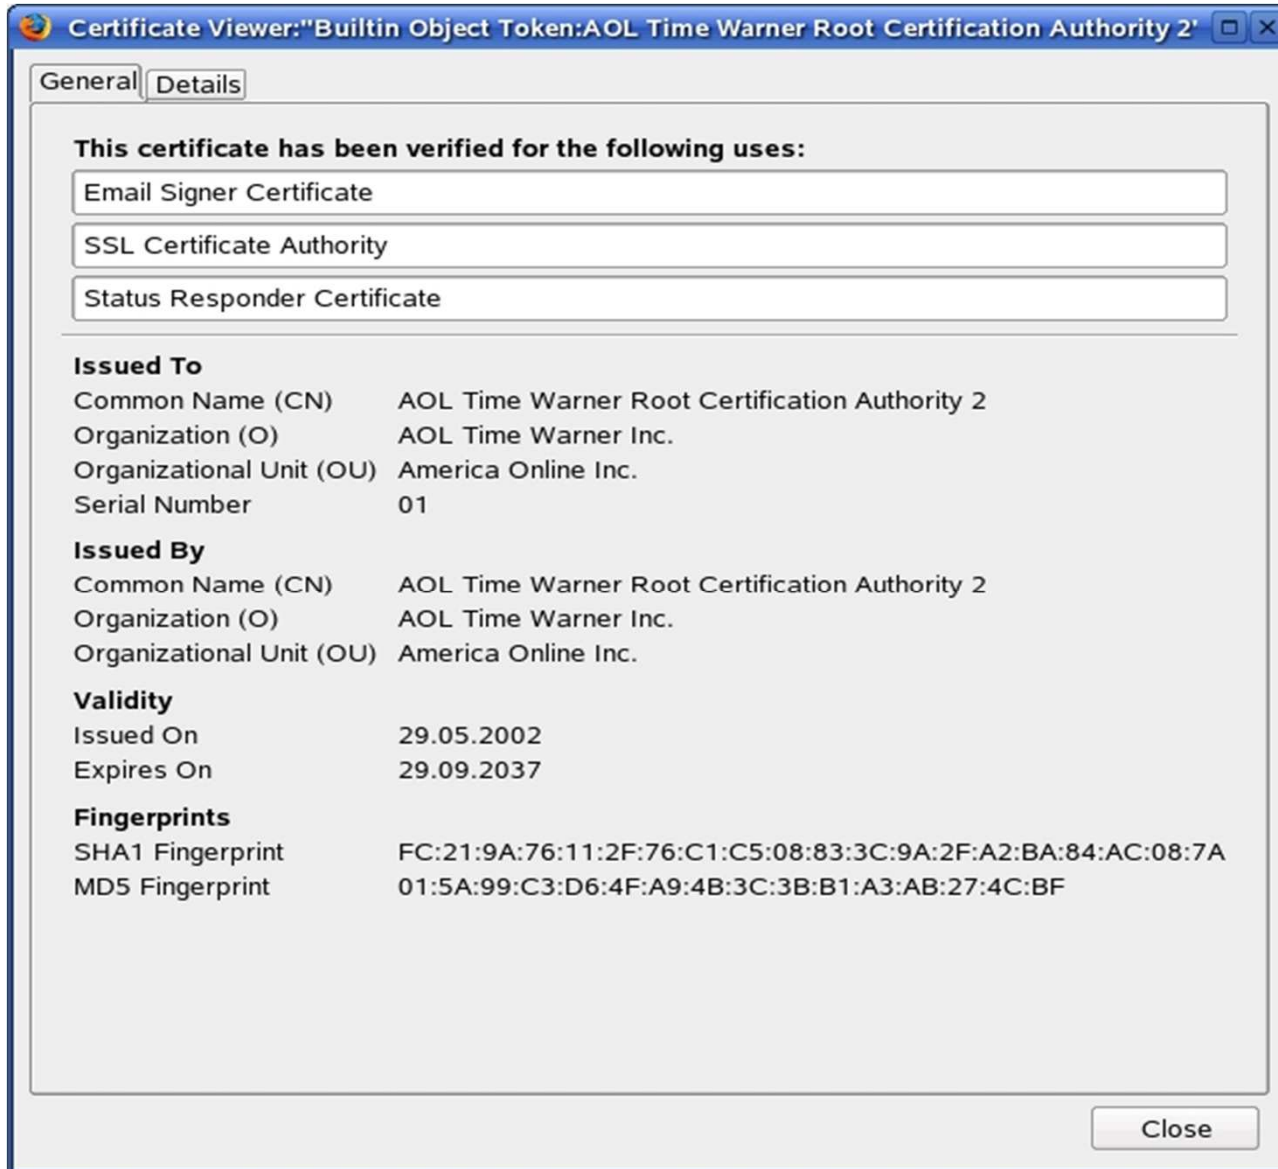 Certificate Viewer:"Builtin Object Token:AOL Time Warner Root Certification Authority 2'
General Details
This certificate has been verified for the following uses:
Email Signer Certificate
SSL Certificate Authority
Status Responder Certificate
Issued To
Common Name (CN) AOL Time Warner Root Certification Authority 2
Organization (O) AOL Time Warner Inc.
Organizational Unit (OU) America Online Inc.
Serial Number 01
Issued By
Common Name (CN) AOL Time Warner Root Certification Authority 2
Organization (O) AOL Time Warner Inc.
Organizational Unit (OU) America Online Inc.
Validity
Issued On 29.05.2002
Expires On 29.09.2037
Fingerprints
SHA1 Fingerprint FC:21:9A:76:11:2F:76:C1:C5:08:83:3C:9A:2F:A2:BA:84:AC:08:7A
MD5 Fingerprint 01:5A:99:C3:D6:4F:A9:4B:3C:3B:B1:A3:AB:27:4C:BF
Close